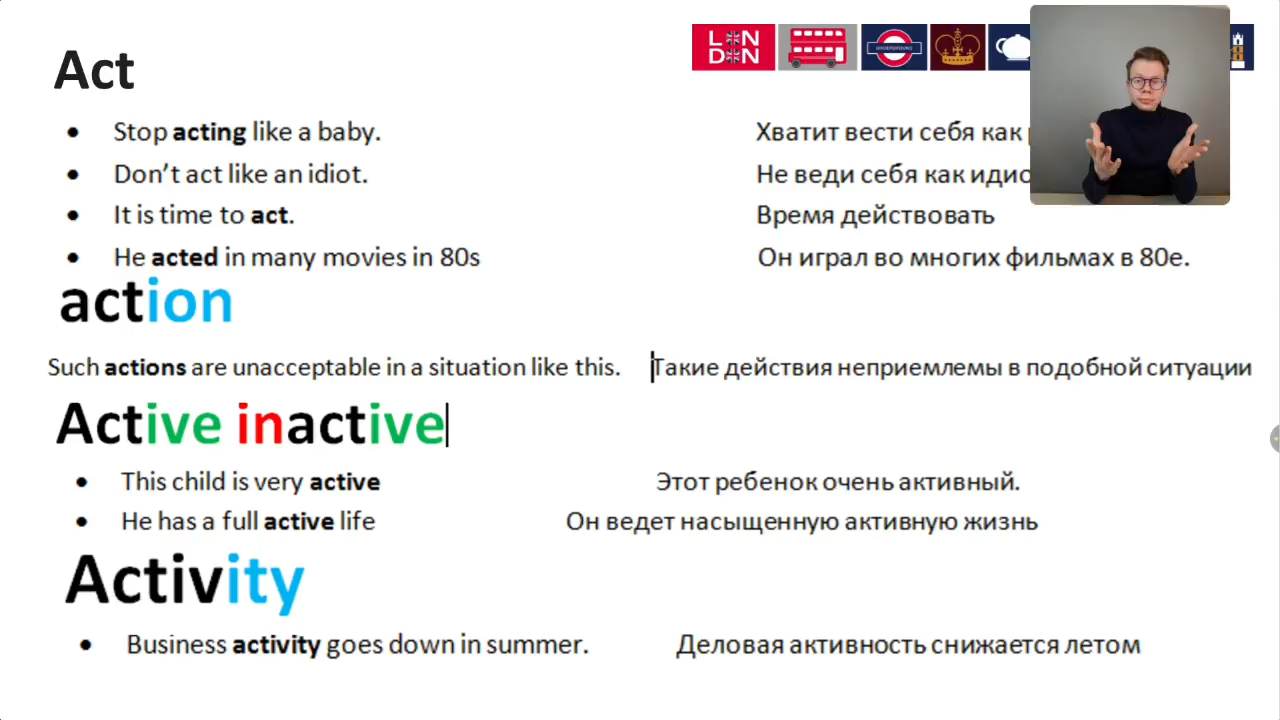 L N
D N
UNDERGROUND
Act
• Stop acting like a baby. Хватит вести себя как
• Don’t act like an idiot. Не веди себя как
• It is time to act. Время действовать
• He acted in many movies in 80s Он играл во многих фильмах в 80е.
action
Such actions are unacceptable in a situation like this. Такие действия неприемлемы в подобной ситуации
Active inactive
• This child is very active Этот ребенок очень активный.
• He has a full active life Он ведет насыщенную активную жизнь
Activity
• Business activity goes down in summer. Деловая активность снижается летом